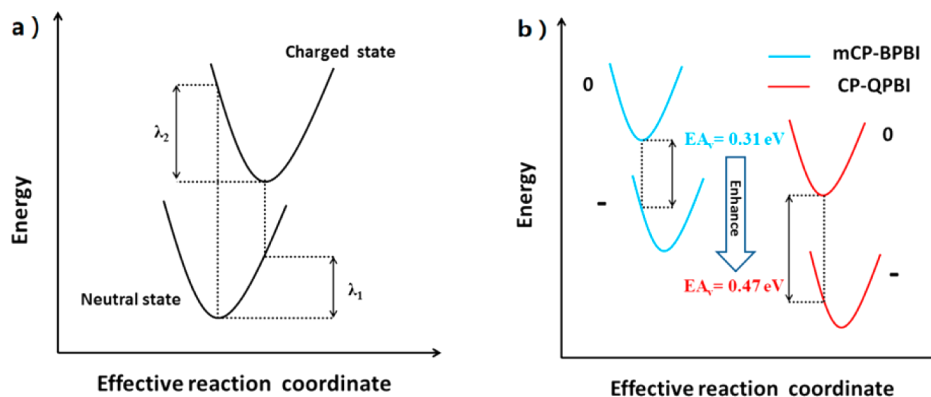 a )
Charged state
λ2
Neutral state
λ1
Energy
Effective reaction coordinate
b )
mCP-BPBI
CP-QPBI
0
EAv= 0.31 eV
0
Enhance
-
EAv= 0.47 eV
-
Energy
Effective reaction coordinate